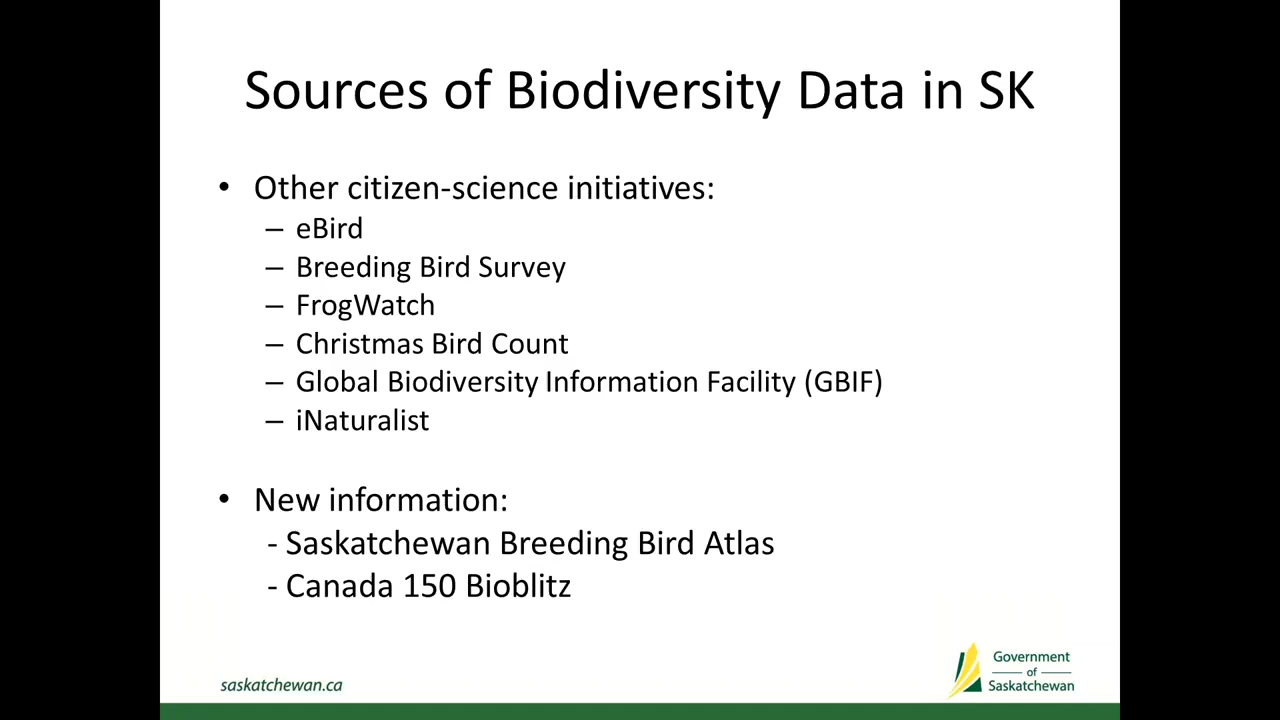 Sources of Biodiversity Data in SK
• Other citizen-science initiatives:
– eBird
– Breeding Bird Survey
– FrogWatch
– Christmas Bird Count
– Global Biodiversity Information Facility (GBIF)
– iNaturalist
• New information:
- Saskatchewan Breeding Bird Atlas
- Canada 150 Bioblitz
saskatchewan.ca
Government
of
Saskatchewan